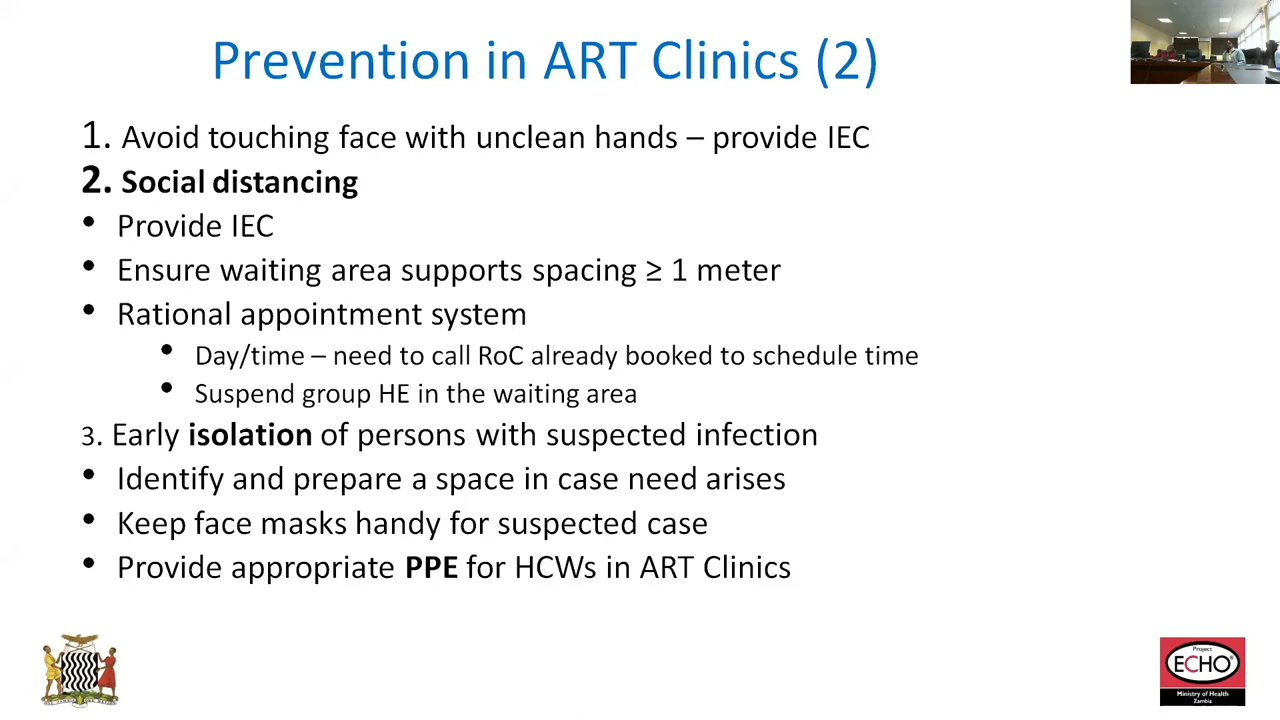 Prevention in ART Clinics (2)
1. Avoid touching face with unclean hands – provide IEC
2. Social distancing
• Provide IEC
• Ensure waiting area supports spacing ≥ 1 meter
• Rational appointment system
• Day/time – need to call RoC already booked to schedule time
• Suspend group HE in the waiting area
3. Early isolation of persons with suspected infection
• Identify and prepare a space in case need arises
• Keep face masks handy for suspected case
• Provide appropriate PPE for HCWs in ART Clinics
Project
ECHO®
Ministry of Health
Zambia